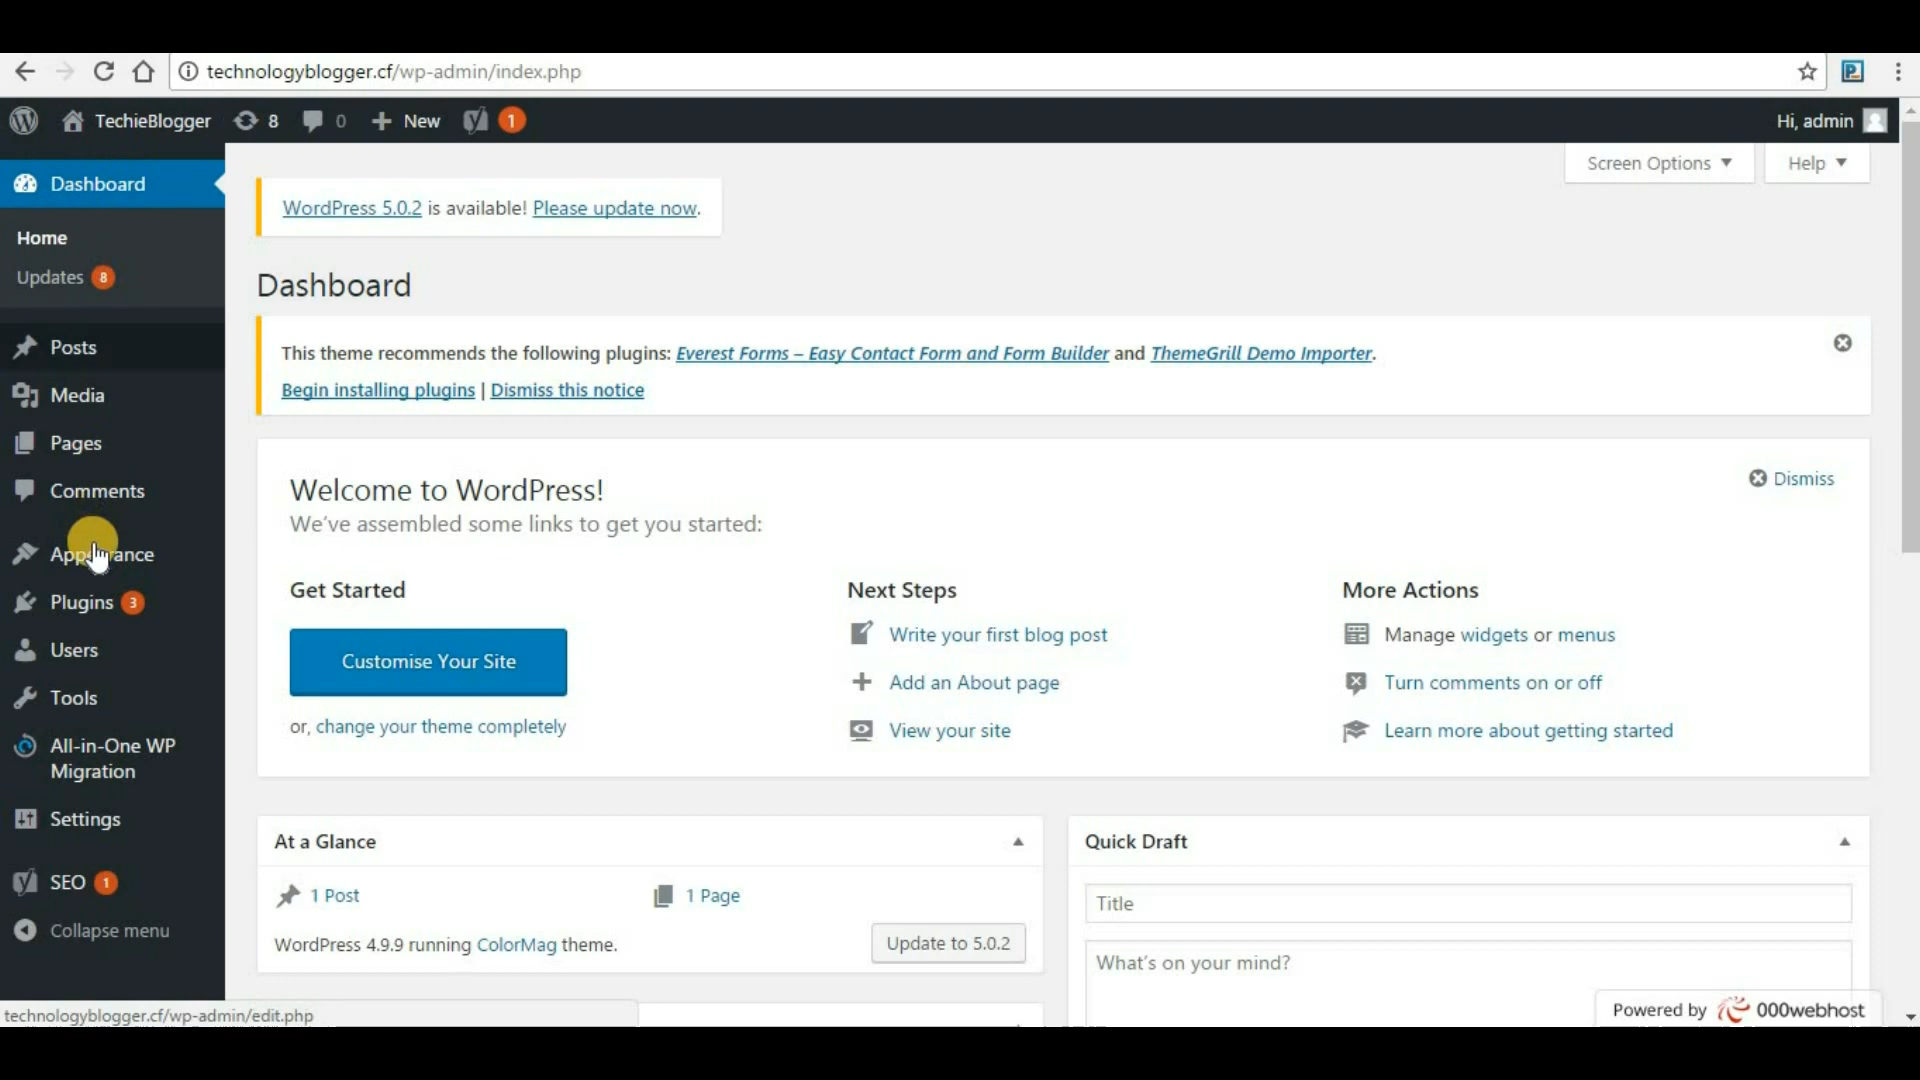 technologyblogger.cf/wp-admin/index.php
TechieBlogger 8 0 New 1 Hi, admin
Screen Options Help
Dashboard
Home
Updates 8
Posts
Media
Pages
Comments
Appearance
Plugins 3
Users
Tools
All-in-One WP
Migration
Settings
SEO 1
Collapse menu
WordPress 5.0.2 is available! Please update now.
Dashboard
This theme recommends the following plugins: Everest Forms – Easy Contact Form and Form Builder and ThemeGrill Demo Importer.
Begin installing plugins | Dismiss this notice
Welcome to WordPress!
We've assembled some links to get you started:
Dismiss
Get Started
Customise Your Site
or, change your theme completely
Next Steps
Write your first blog post
Add an About page
View your site
More Actions
Manage widgets or menus
Turn comments on or off
Learn more about getting started
At a Glance
1 Post 1 Page
WordPress 4.9.9 running ColorMag theme.
Update to 5.0.2
Quick Draft
Title
What's on your mind?
technologyblogger.cf/wp-admin/edit.php
Powered by 000webhost